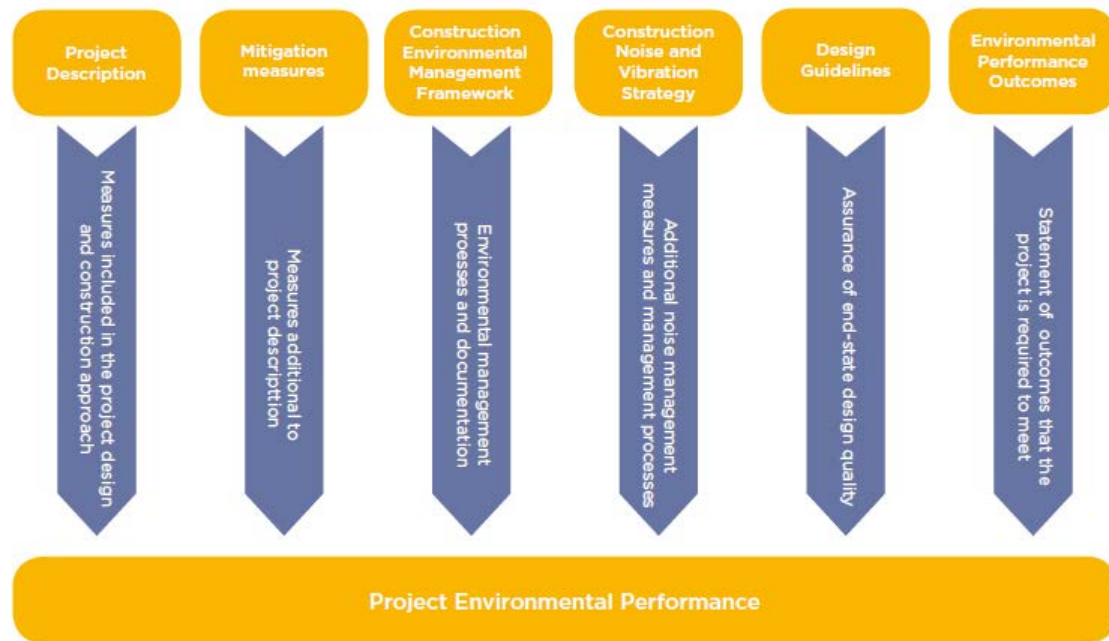 Project
Description
Mitigation
measures
Construction
Environmental
Management
Framework
Construction
Noise and
Vibration
Strategy
Design
Guidelines
Environmental
Performance
Outcomes
Measures included in the project design
and construction approach
Measures additional to
project descripttion
Environmental management
proesses and documentation
Additional noise management
measures and management processes
Assurance of end-state design quality
Statement of outcomes that the
project is required to meet
Project Environmental Performance